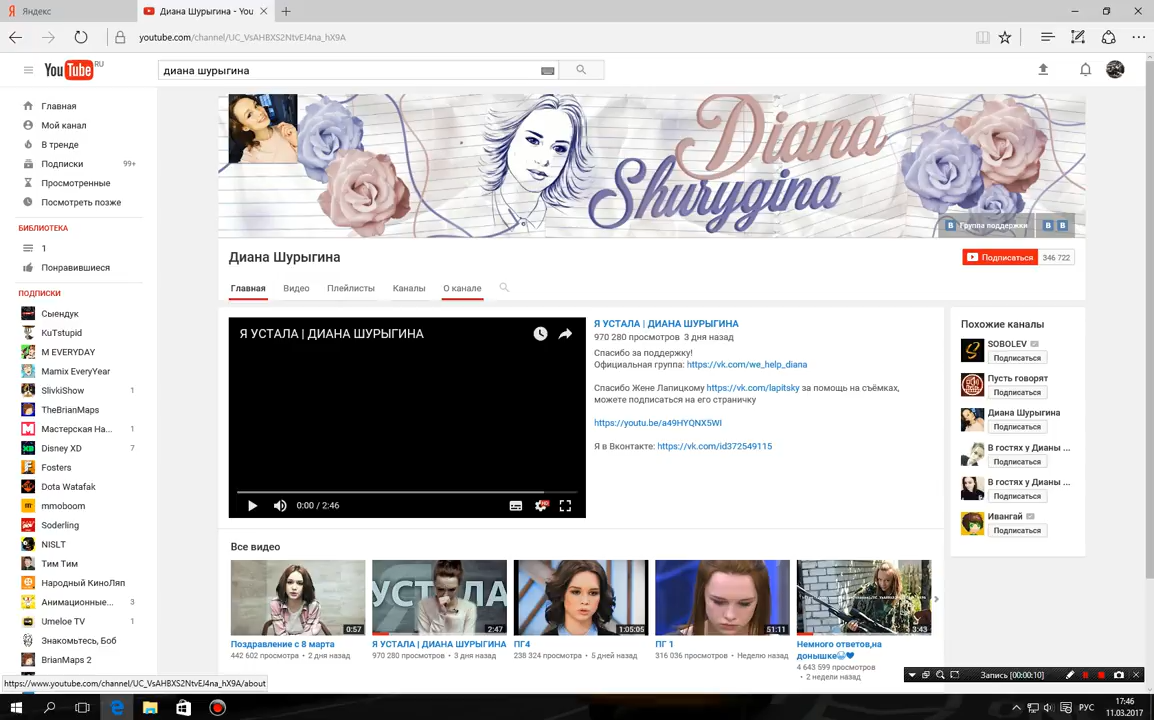 Яндекс
Диана Шурыгина - You
youtube.com/channel/UC_VsAHBXS2NtvEJ4na_hX9A
YouTube RU
диана шурыгина
Главная
Мой канал
В тренде
Подписки 99+
Просмотренные
Посмотреть позже
БИБЛИОТЕКА
1
Понравившиеся
ПОДПИСКИ
Сыендук
KuTstupid
M EVERYDAY
Mamix EveryYear
SlivkiShow 1
TheBrianMaps
Мастерская На... 1
Disney XD 7
Fosters
Dota Watafak
mmoboom
Soderling
NISLT
Тим Тим
Народный КиноЛяп
Анимационные... 3
Umeloe TV 1
Знакомьтесь, Боб
BrianMaps 2
https://www.youtube.com/channel/UC_VsAHBXS2NtvEJ4na_hX9A/about
Diana
Shurygina
Группа поддержки
Диана Шурыгина
Подписаться 346 722
Главная Видео Плейлисты Каналы О канале
Я УСТАЛА | ДИАНА ШУРЫГИНА
0:00 / 2:46
Я УСТАЛА | ДИАНА ШУРЫГИНА
970 280 просмотров 3 дня назад
Спасибо за поддержку!
Официальная группа: https://vk.com/we_help_diana
Спасибо Жене Лапицкому https://vk.com/lapitsky за помощь на съёмках,
можете подписаться на его страничку
https://youtu.be/a49HYQNX5WI
Я в Вконтакте: https://vk.com/id372549115
Похожие каналы
SOBOLEV
Подписаться
Пусть говорят
Подписаться
Диана Шурыгина
Подписаться
В гостях у Дианы ...
Подписаться
В гостях у Дианы ...
Подписаться
Ивангай
Подписаться
Все видео
0:57
Поздравление с 8 марта
442 602 просмотра • 2 дня назад
УСТАЛА
2:47
Я УСТАЛА | ДИАНА ШУРЫГИНА
970 280 просмотров • 3 дня назад
1:05:05
ПГ4
238 324 просмотра • 5 дней назад
51:11
ПГ 1
316 036 просмотров • Неделю назад
3:43
Немного ответов,на
донышке
4 643 599 просмотров
• 2 недели назад
Запись [00:00:10]
РУС
17:46
11.03.2017